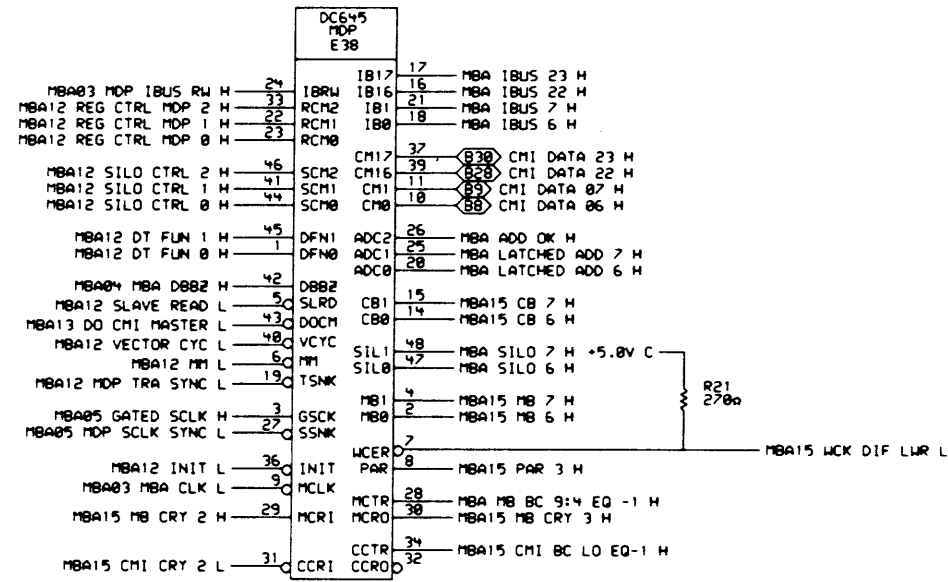 DC645
MDP
E38
MBA03 MDP IBUS RW H 24 IBRW IB17 17 MBA IBUS 23 H
MBA12 REG CTRL MDP 2 H 33 RCM2 IB16 16 MBA IBUS 22 H
MBA12 REG CTRL MDP 1 H 22 RCM1 IB1 21 MBA IBUS 7 H
MBA12 REG CTRL MDP 0 H 23 RCM0 IB0 18 MBA IBUS 6 H
CM17 37 B30 CMI DATA 23 H
MBA12 SILO CTRL 2 H 46 SCM2 CM16 39 B28 CMI DATA 22 H
MBA12 SILO CTRL 1 H 41 SCM1 CM1 11 B9 CMI DATA 07 H
MBA12 SILO CTRL 0 H 44 SCM0 CM0 10 B8 CMI DATA 06 H
MBA12 DT FUN 1 H 45 DFN1 ADC2 26 MBA ADD OK H
MBA12 DT FUN 0 H 1 DFN0 ADC1 25 MBA LATCHED ADD 7 H
ADC0 20 MBA LATCHED ADD 6 H
MBA04 MBA DBBZ H 42 DBBZ
MBA12 SLAVE READ L 5 SLRD CB1 15 MBA15 CB 7 H
MBA13 DO CMI MASTER L 43 DOCM CB0 14 MBA15 CB 6 H
MBA12 VECTOR CYC L 40 VCYC
MBA12 MM L 6 MM SIL1 48 MBA SILO 7 H +5.0V C
MBA12 MDP TRA SYNC L 19 TSNK SIL0 47 MBA SILO 6 H
R21
270Ω
MBA05 GATED SCLK H 3 GSCK MB1 4 MBA15 MB 7 H
MBA05 MDP SCLK SYNC L 27 SSNK MB0 2 MBA15 MB 6 H
WCER 7 MBA15 WCK DIF LWR L
MBA12 INIT L 36 INIT PAR 8 MBA15 PAR 3 H
MBA03 MBA CLK L 9 MCLK
MCTR 28 MBA MB BC 9:4 EQ -1 H
MBA15 MB CRY 2 H 29 MCRI MCRO 30 MBA15 MB CRY 3 H
CCTR 34 MBA15 CMI BC LO EQ-1 H
MBA15 CMI CRY 2 L 31 CCRI CCRO 32